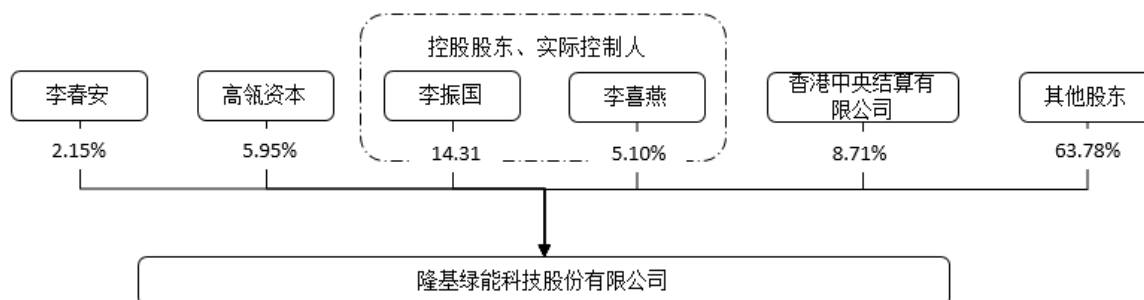 控股股东、实际控制人
李春安
高瓴资本
李振国
李喜燕
香港中央结算有
限公司
其他股东
2.15%
5.95%
14.31
5.10%
8.71%
63.78%
隆基绿能科技股份有限公司